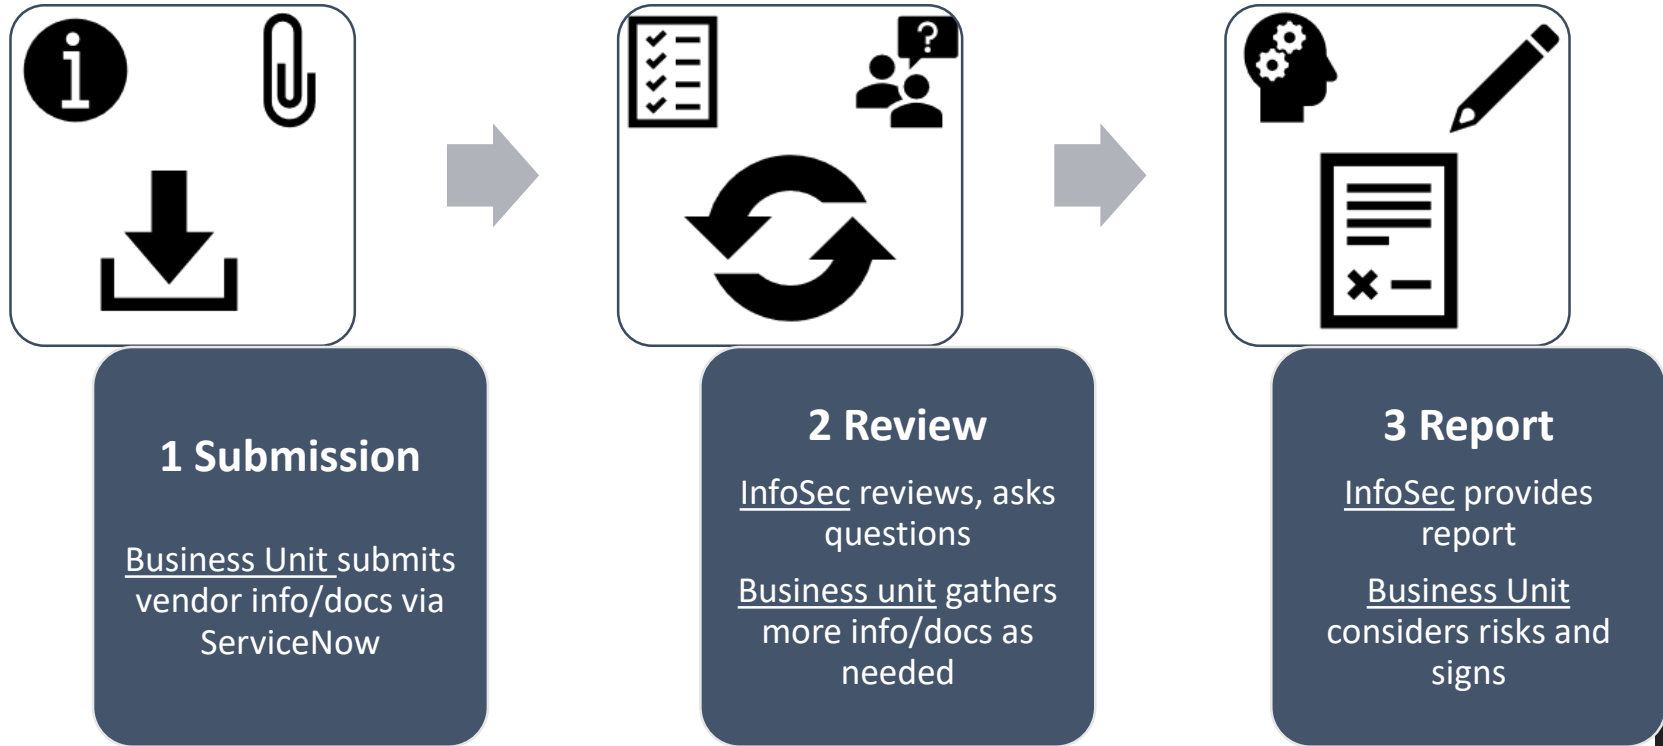 1 Submission
Business Unit submits
vendor info/docs via
ServiceNow
2 Review
InfoSec reviews, asks
questions
Business unit gathers
more info/docs as
needed
3 Report
InfoSec provides
report
Business Unit
considers risks and
signs